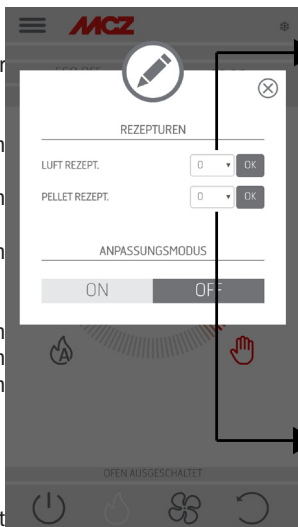 MCZ
REZEPTUREN
LUFT REZEPT. 0 OK
PELLET REZEPT. 0 OK
ANPASSUNGSMODUS
ON OFF
A
OFEN AUSGESCHALTET